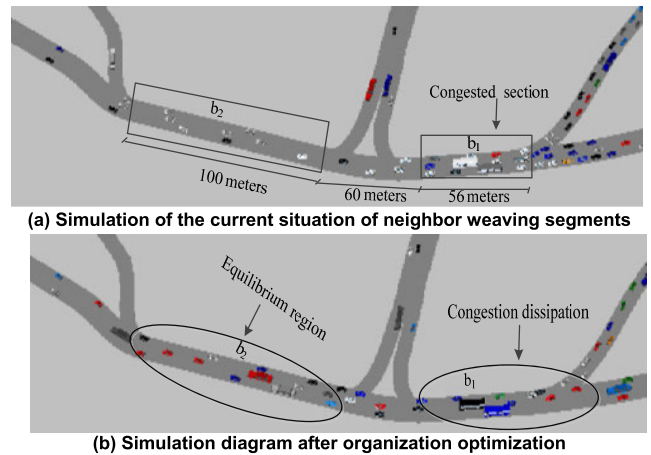 b2
Congested section
b1
100 meters
60 meters
56 meters
(a) Simulation of the current situation of neighbor weaving segments
Equilibrium region
b2
Congestion dissipation
b1
(b) Simulation diagram after organization optimization